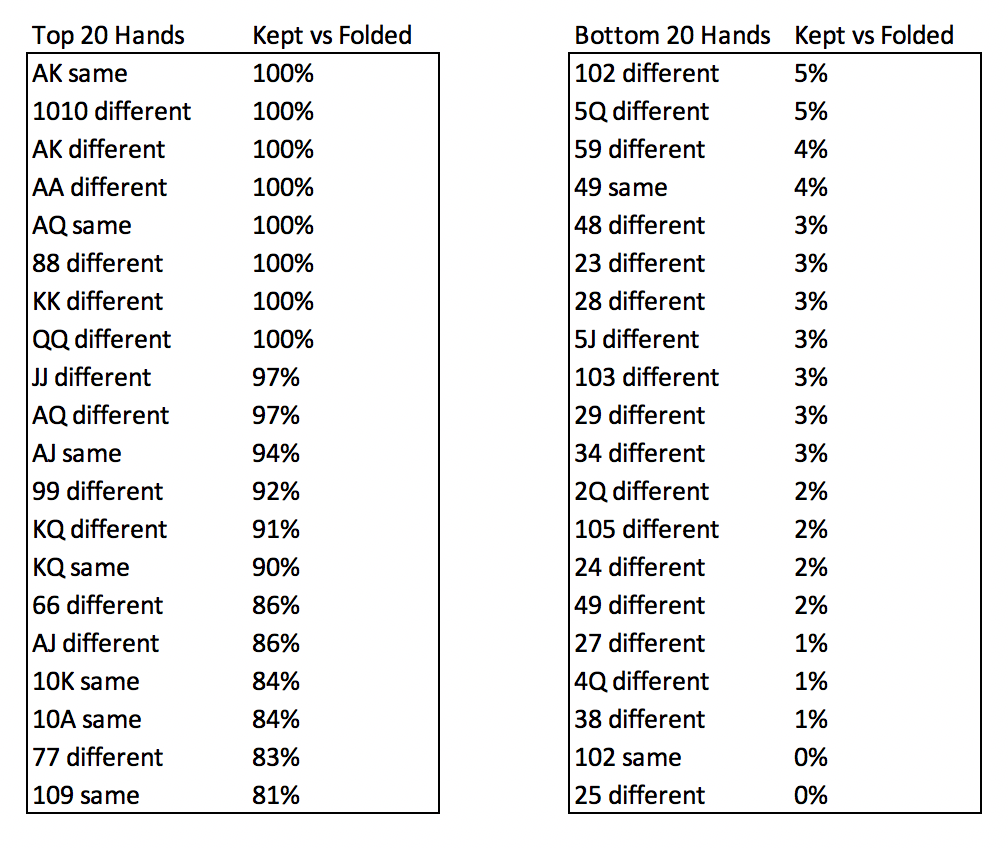 Top 20 Hands Kept vs Folded
AK same 100%
1010 different 100%
AK different 100%
AA different 100%
AQ same 100%
88 different 100%
KK different 100%
QQ different 100%
JJ different 97%
AQ different 97%
AJ same 94%
99 different 92%
KQ different 91%
KQ same 90%
66 different 86%
AJ different 86%
10K same 84%
10A same 84%
77 different 83%
109 same 81%
Bottom 20 Hands Kept vs Folded
102 different 5%
5Q different 5%
59 different 4%
49 same 4%
48 different 3%
23 different 3%
28 different 3%
5J different 3%
103 different 3%
29 different 3%
34 different 3%
2Q different 2%
105 different 2%
24 different 2%
49 different 2%
27 different 1%
4Q different 1%
38 different 1%
102 same 0%
25 different 0%